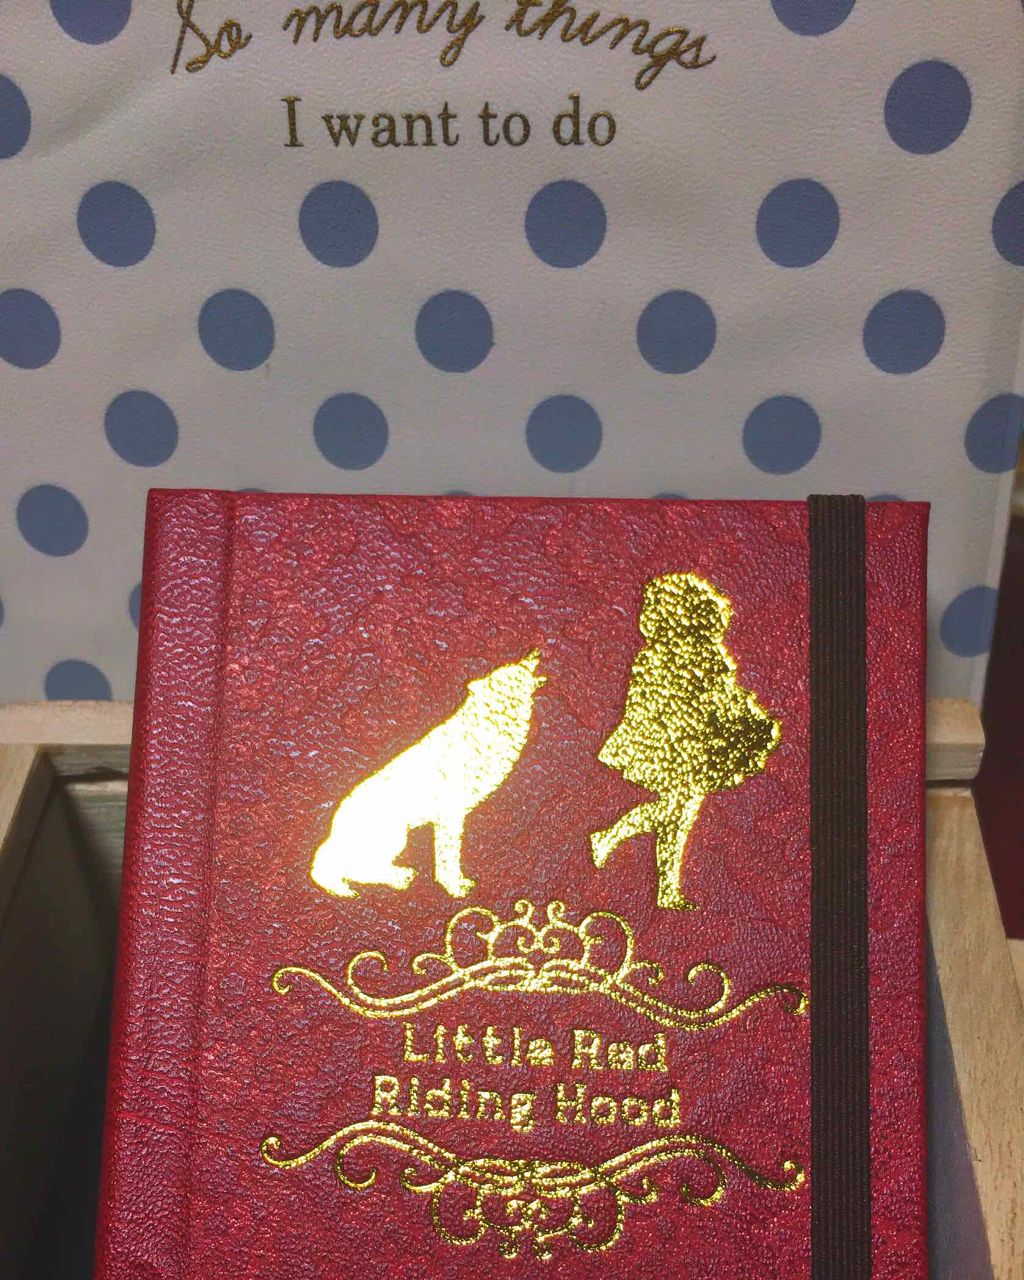 So many things
I want to do
Little Red
Riding Hood